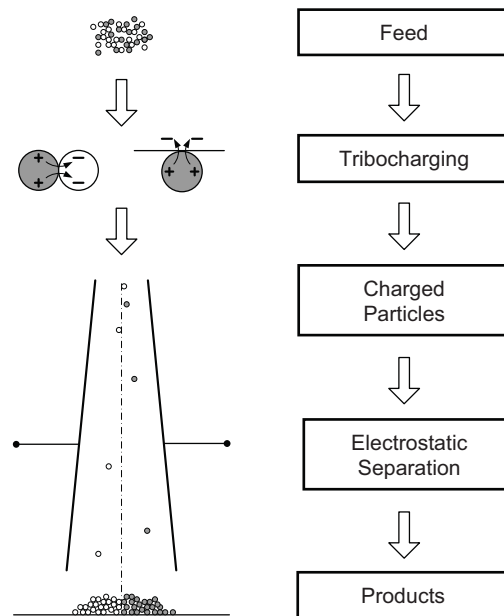 Feed
Tribocharging
Charged
Particles
Electrostatic
Separation
Products